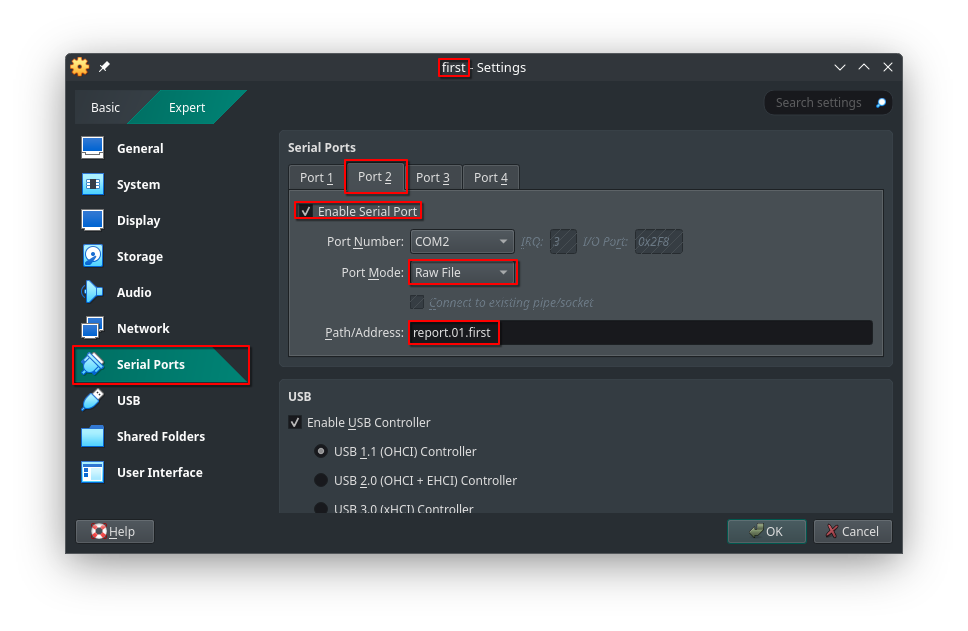 first - Settings
Basic Expert Search settings
General
System
Display
Storage
Audio
Network
Serial Ports
USB
Shared Folders
User Interface
Serial Ports
Port 1 Port 2 Port 3 Port 4
Enable Serial Port
Port Number: COM2 IRQ: 3 I/O Port: 0x2F8
Port Mode: Raw File
Connect to existing pipe/socket
Path/Address: report.01.first
USB
Enable USB Controller
USB 1.1 (OHCI) Controller
USB 2.0 (OHCI + EHCI) Controller
USB 3.0 (xHCI) Controller
Help OK Cancel